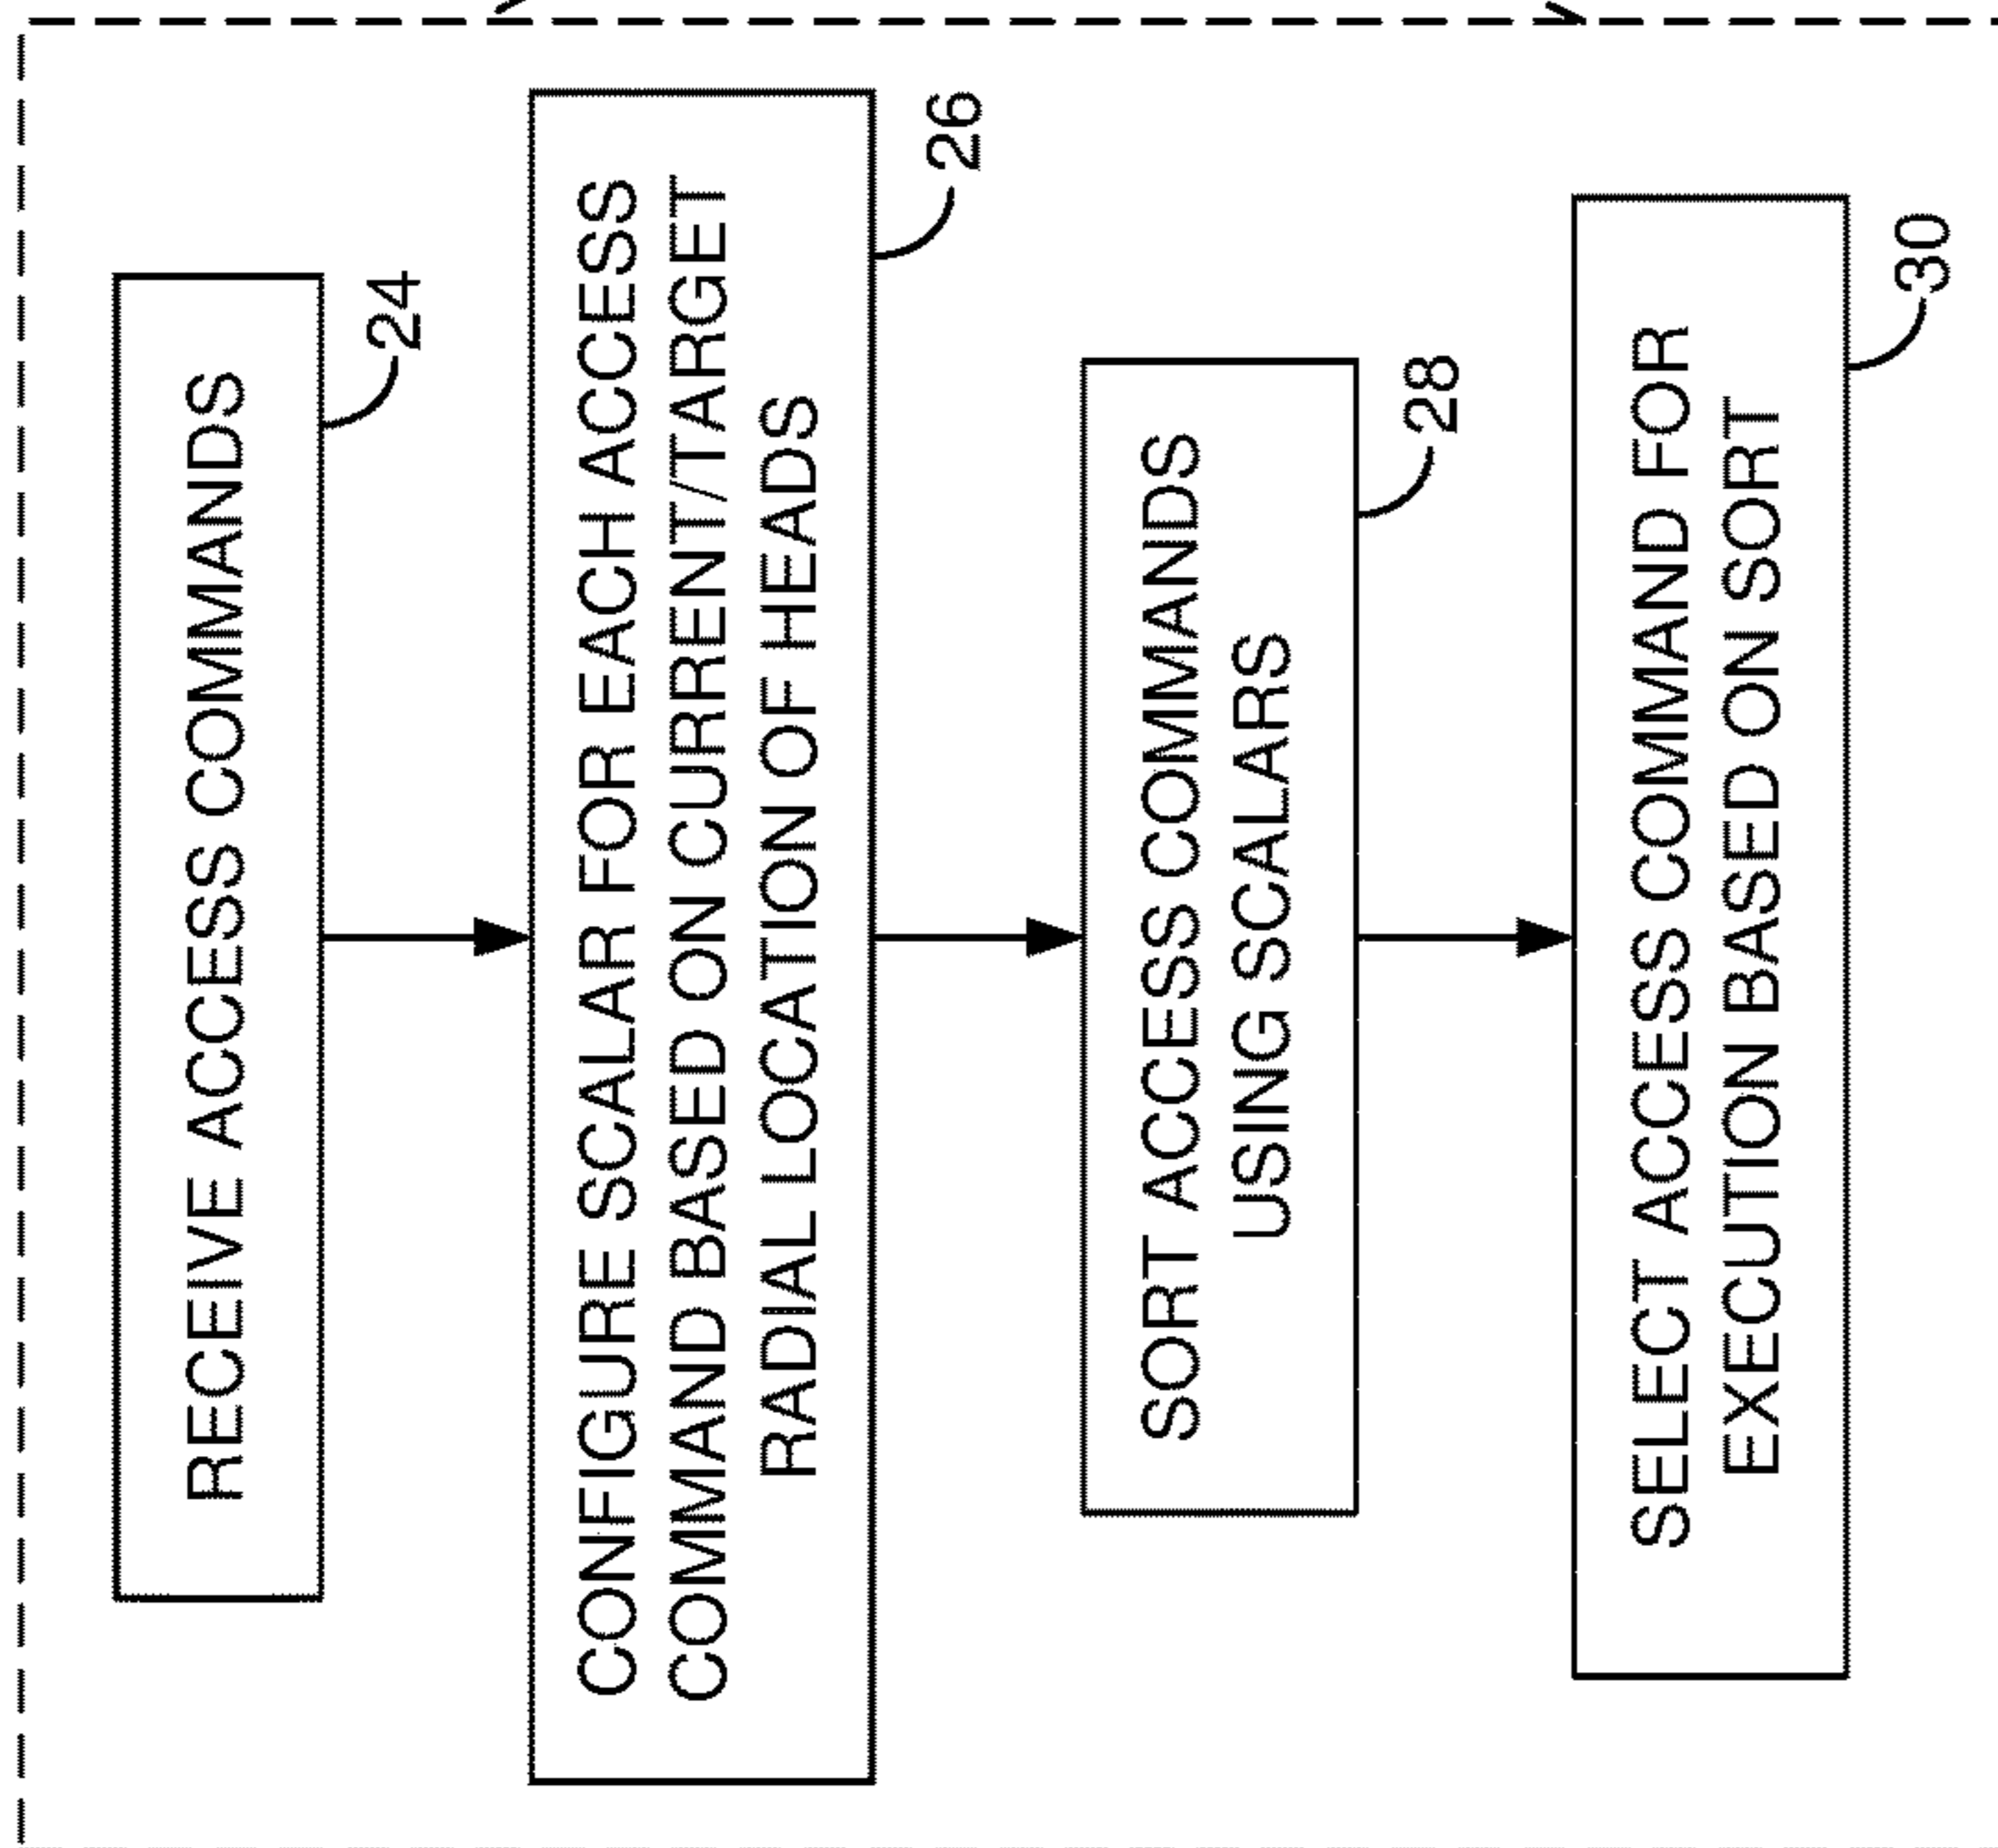 RECEIVE ACCESS COMMANDS
24
CONFIGURE SCALAR FOR EACH ACCESS
COMMAND BASED ON CURRENT/TARGET
RADIAL LOCATION OF HEADS
26
SORT ACCESS COMMANDS
USING SCALARS
28
SELECT ACCESS COMMAND FOR
EXECUTION BASED ON SORT
30